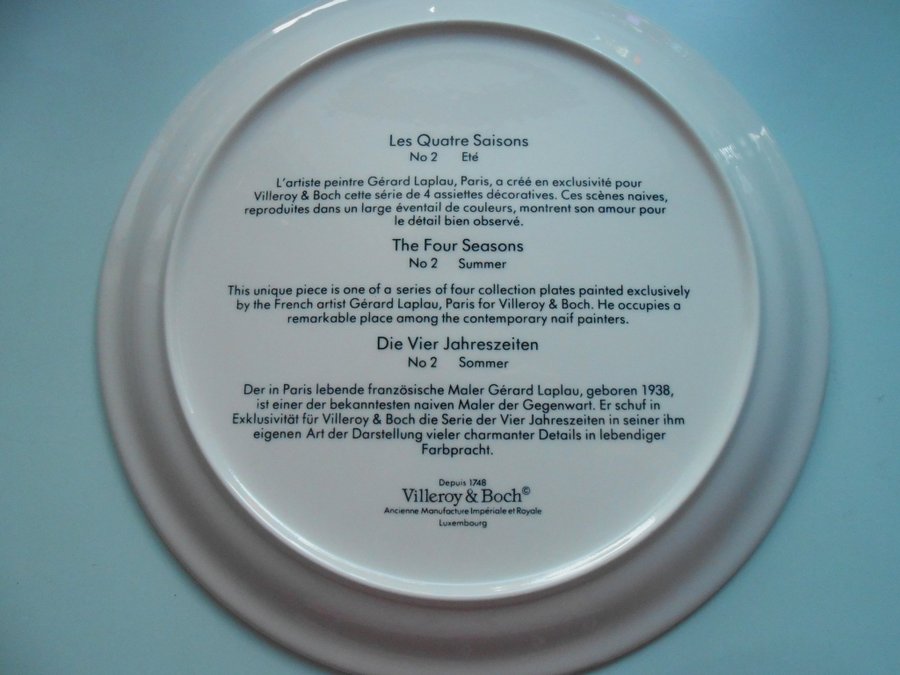 Les Quatre Saisons
No 2 Eté
L'artiste peintre Gérard Laplau, Paris, a créé en exclusivité pour
Villeroy & Boch cette série de 4 assiettes décoratives. Ces scènes naives,
reproduites dans un large éventail de couleurs, montrent son amour pour
le détail bien observé.
The Four Seasons
No 2 Summer
This unique piece is one of a series of four collection plates painted exclusively
by the French artist Gérard Laplau, Paris for Villeroy & Boch. He occupies a
remarkable place among the contemporary naif painters.
Die Vier Jahreszeiten
No 2 Sommer
Der in Paris lebende französische Maler Gérard Laplau, geboren 1938,
ist einer der bekanntesten naiven Maler der Gegenwart. Er schuf in
Exklusivität für Villeroy & Boch die Serie der Vier Jahreszeiten in seiner ihm
eigenen Art der Darstellung vieler charmanter Details in lebendiger
Farbpracht.
Depuis 1748
Villeroy & Boch©
Ancienne Manufacture Impériale et Royale
Luxembourg